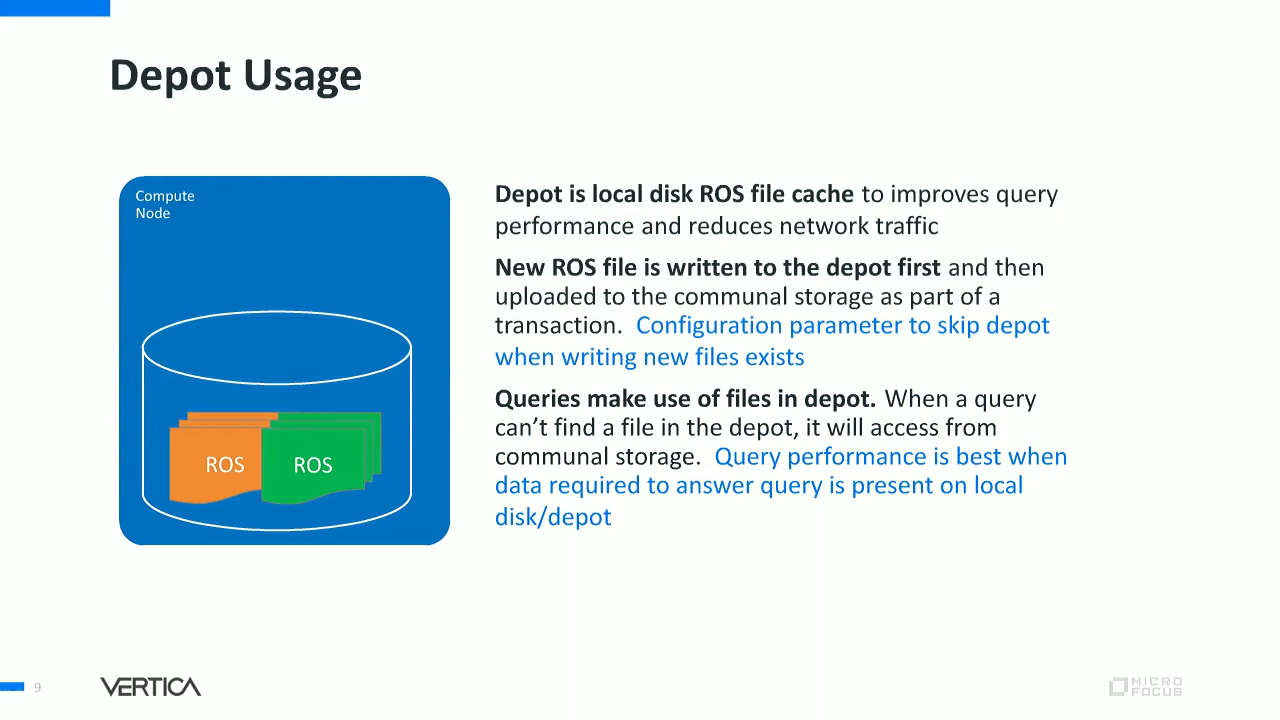 Depot Usage
Compute
Node
ROS
ROS
Depot is local disk ROS file cache to improves query
performance and reduces network traffic
New ROS file is written to the depot first and then
uploaded to the communal storage as part of a
transaction.  Configuration parameter to skip depot
when writing new files exists
Queries make use of files in depot. When a query
can’t find a file in the depot, it will access from
communal storage.  Query performance is best when
data required to answer query is present on local
disk/depot
9
VERTICA
MICRO
FOCUS